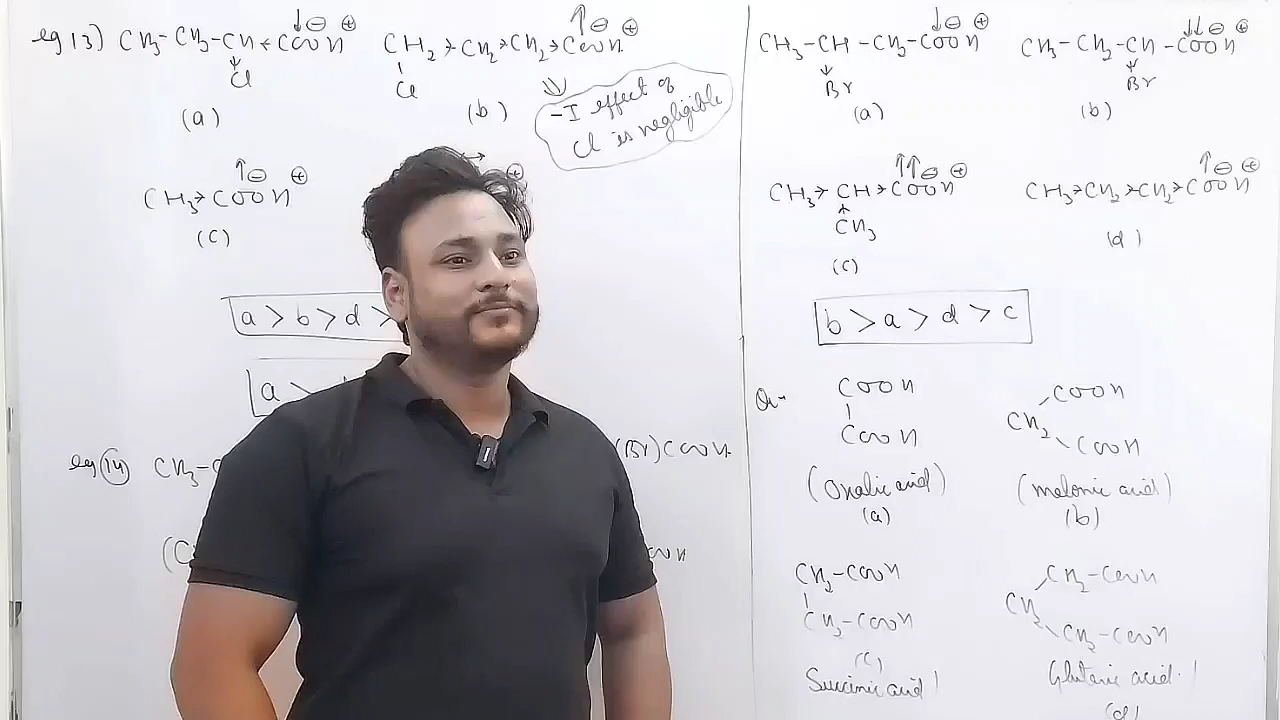 eg 13) CH3-CH2-CH-COOH
Cl
(a)
CH2-CH2-CH2-COOH
Cl
(b)
-I effect of
Cl is negligible
CH3-COOH
(c)
a > b > d >
a >
eg 14 CH3-C
(Br)COOH
(C
COOH
CH3-CH-CH2-COOH
Br
(a)
CH3-CH2-CH-COOH
Br
(b)
CH3-CH-COOH
CH3
(c)
CH3-CH2-CH2-COOH
(d)
b > a > d > c
Q-
COOH
COOH
(Oxalic acid)
(a)
COOH
CH2
COOH
(Malonic acid)
(b)
CH2-COOH
CH2-COOH
(c)
Succinic acid
CH2-COOH
CH2
CH2-COOH
Glutaric acid
(d)